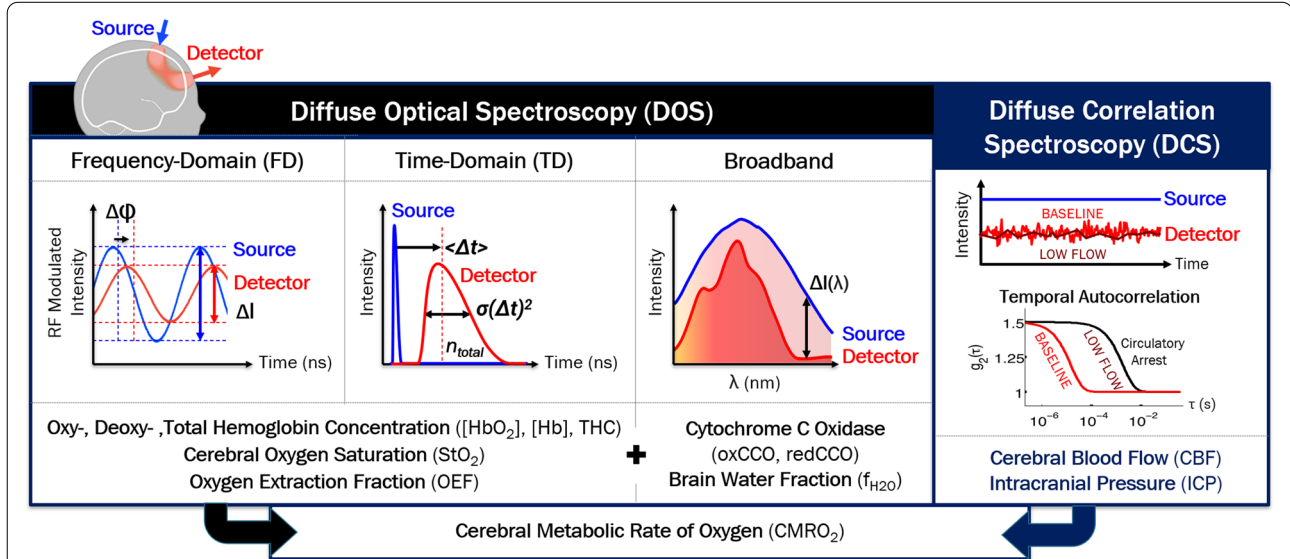 Source
Detector
Diffuse Optical Spectroscopy (DOS)
Diffuse Correlation
Spectroscopy (DCS)
Frequency-Domain (FD)
Time-Domain (TD)
Broadband
Δφ
RF Modulated
Intensity
Source
Detector
ΔI
Time (ns)
Intensity
Source
<Δt>
Detector
σ(Δt)²
n_total
Time (ns)
Intensity
ΔI(λ)
Source
Detector
λ (nm)
Intensity
Source
BASELINE
Detector
LOW FLOW
Time
Temporal Autocorrelation
g₂(τ)
1.5
1.25
1
BASELINE
LOW FLOW
Circulatory
Arrest
10⁻⁶
10⁻⁴
10⁻²
τ (s)
Oxy-, Deoxy- ,Total Hemoglobin Concentration ([HbO₂], [Hb], THC)
Cerebral Oxygen Saturation (StO₂)
Oxygen Extraction Fraction (OEF)
+
Cytochrome C Oxidase
(oxCCO, redCCO)
Brain Water Fraction (f_H2O)
Cerebral Blood Flow (CBF)
Intracranial Pressure (ICP)
Cerebral Metabolic Rate of Oxygen (CMRO₂)